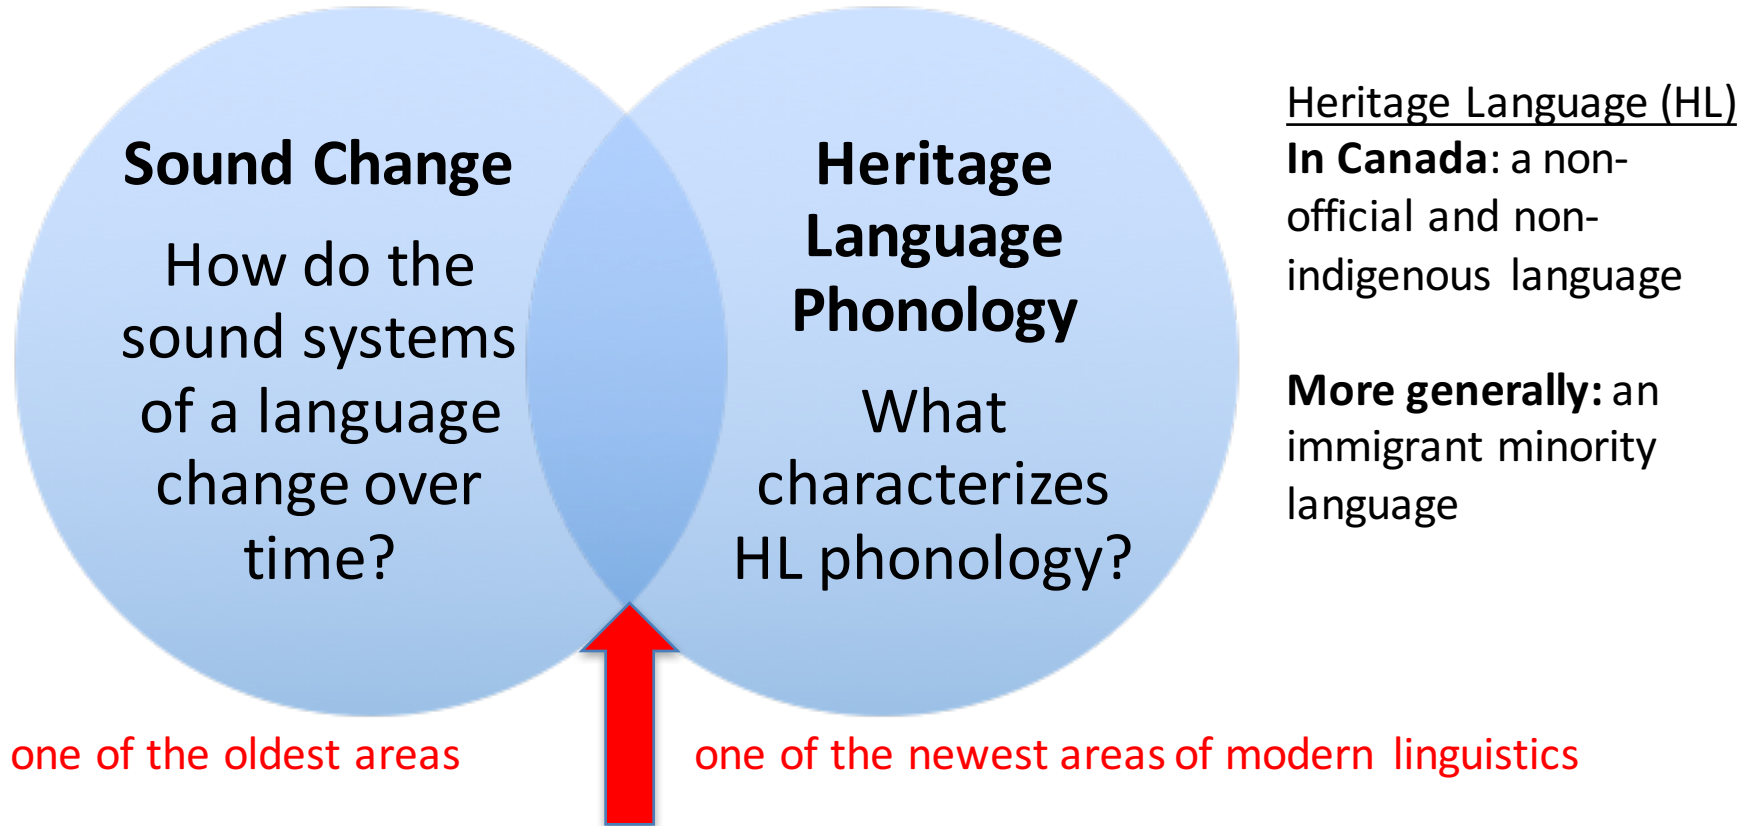 Sound Change
How do the
sound systems
of a language
change over
time?
Heritage
Language
Phonology
What
characterizes
HL phonology?
Heritage Language (HL)
In Canada: a non-
official and non-
indigenous language
More generally: an
immigrant minority
language
one of the oldest areas
one of the newest areas of modern linguistics